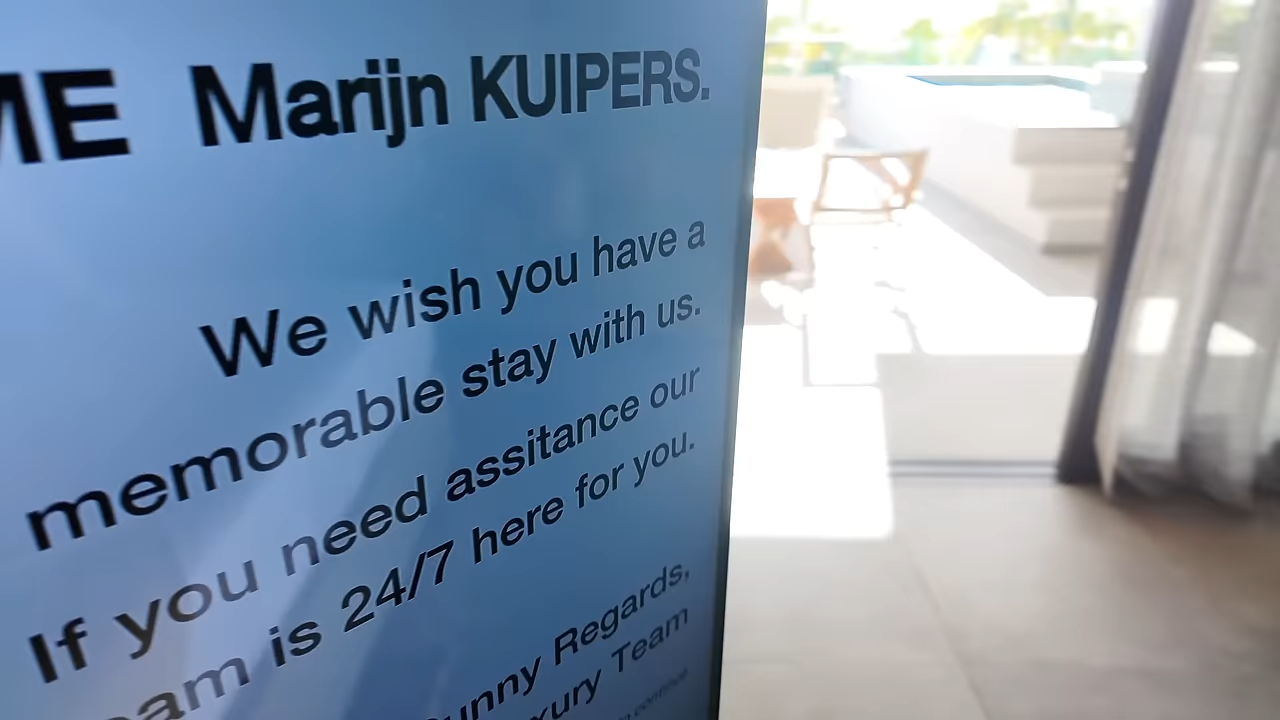 ME Marijn KUIPERS.
We wish you have a
memorable stay with us.
If you need assitance our
eam is 24/7 here for you.
unny Regards,
xury Team